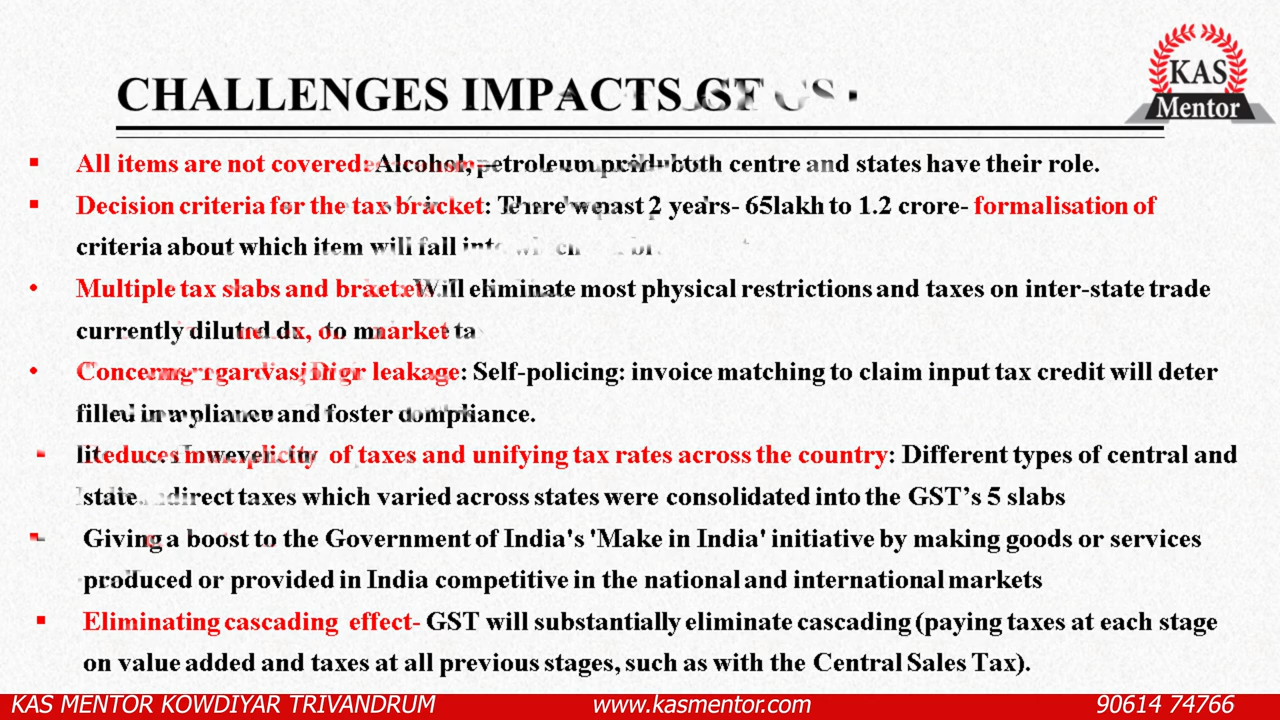 CHALLENGES IMPACTS
KAS
Mentor
All items are not covered: Alcohol, petroleum both centre and states have their role.
Decision criteria for the tax bracket: past 2 years- 65lakh to 1.2 crore- formalisation of
criteria about which item will fall into
Multiple tax slabs and Will eliminate most physical restrictions and taxes on inter-state trade
currently market
leakage: Self-policing: invoice matching to claim input tax credit will deter
and foster compliance.
of taxes and unifying tax rates across the country: Different types of central and
state taxes which varied across states were consolidated into the GST's 5 slabs
Giving a boost to the Government of India's 'Make in India' initiative by making goods or services
produced or provided in India competitive in the national and international markets
Eliminating cascading effect- GST will substantially eliminate cascading (paying taxes at each stage
on value added and taxes at all previous stages, such as with the Central Sales Tax).
KAS MENTOR KOWDIYAR TRIVANDRUM www.kasmentor.com 90614 74766